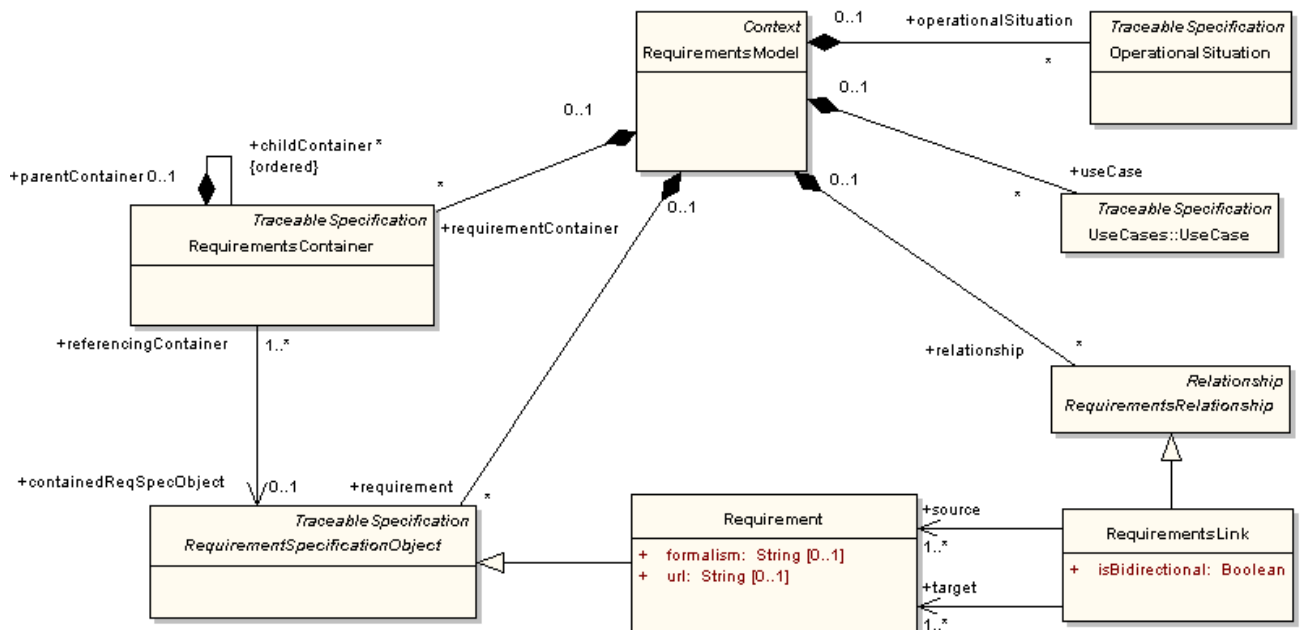 Context
RequirementsModel
0..1
+operationalSituation
*
TraceableSpecification
OperationalSituation
0..1
+useCase
*
TraceableSpecification
UseCases::UseCase
0..1
+childContainer *
{ordered}
+parentContainer 0..1
*
+requirementContainer
TraceableSpecification
RequirementsContainer
0..1
0..1
+relationship
*
Relationship
RequirementsRelationship
+referencingContainer
1..*
+containedReqSpecObject
0..1
+requirement
*
TraceableSpecification
RequirementSpecificationObject
Requirement
+ formalism: String [0..1]
+ url: String [0..1]
+source
1..*
+target
1..*
RequirementsLink
+ isBidirectional: Boolean